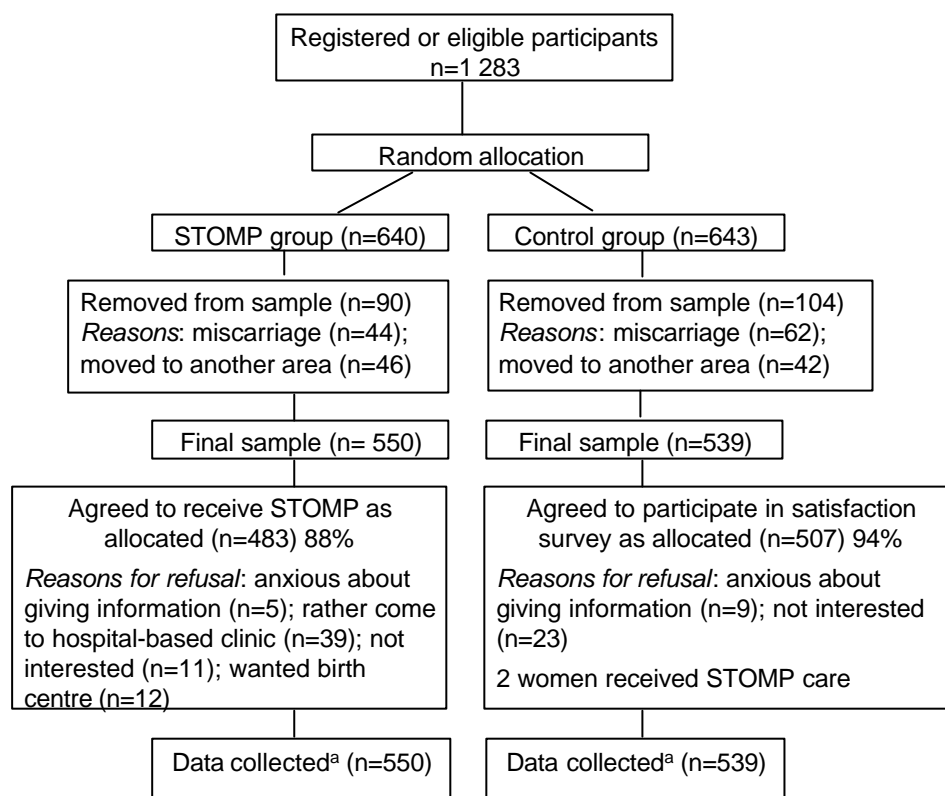 Registered or eligible participants
n=1 283
Random allocation
STOMP group (n=640)
Control group (n=643)
Removed from sample (n=90)
Reasons: miscarriage (n=44);
moved to another area (n=46)
Removed from sample (n=104)
Reasons: miscarriage (n=62);
moved to another area (n=42)
Final sample (n= 550)
Final sample (n=539)
Agreed to receive STOMP as
allocated (n=483) 88%
Reasons for refusal: anxious about
giving information (n=5); rather come
to hospital-based clinic (n=39); not
interested (n=11); wanted birth
centre (n=12)
Agreed to participate in satisfaction
survey as allocated (n=507) 94%
Reasons for refusal: anxious about
giving information (n=9); not interested
(n=23)
2 women received STOMP care
Data collectedᵃ (n=550)
Data collectedᵃ (n=539)